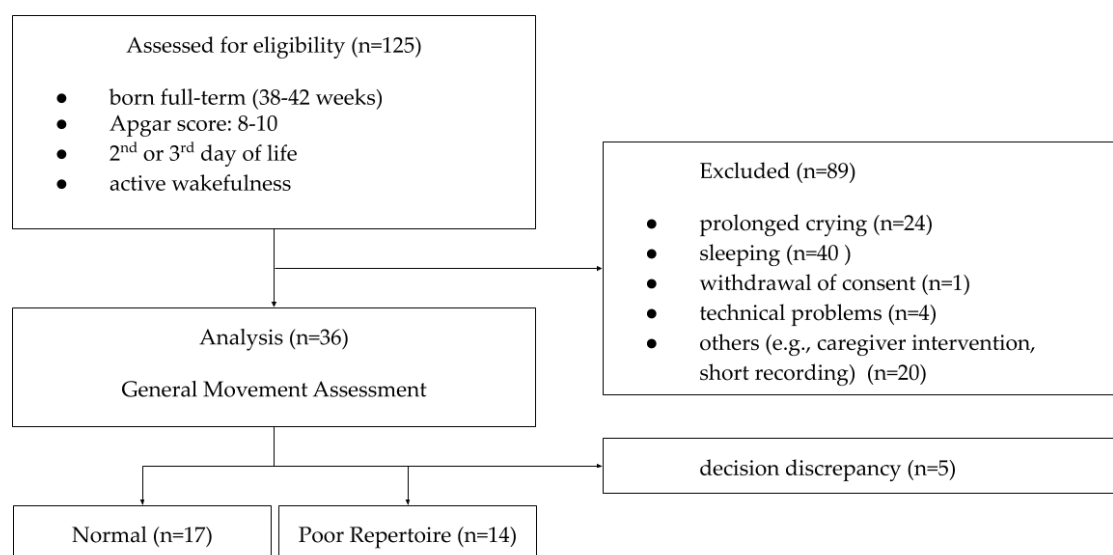 Assessed for eligibility (n=125)
● born full-term (38-42 weeks)
● Apgar score: 8-10
● 2nd or 3rd day of life
● active wakefulness
Excluded (n=89)
● prolonged crying (n=24)
● sleeping (n=40 )
● withdrawal of consent (n=1)
● technical problems (n=4)
● others (e.g., caregiver intervention,
short recording) (n=20)
Analysis (n=36)
General Movement Assessment
decision discrepancy (n=5)
Normal (n=17)
Poor Repertoire (n=14)